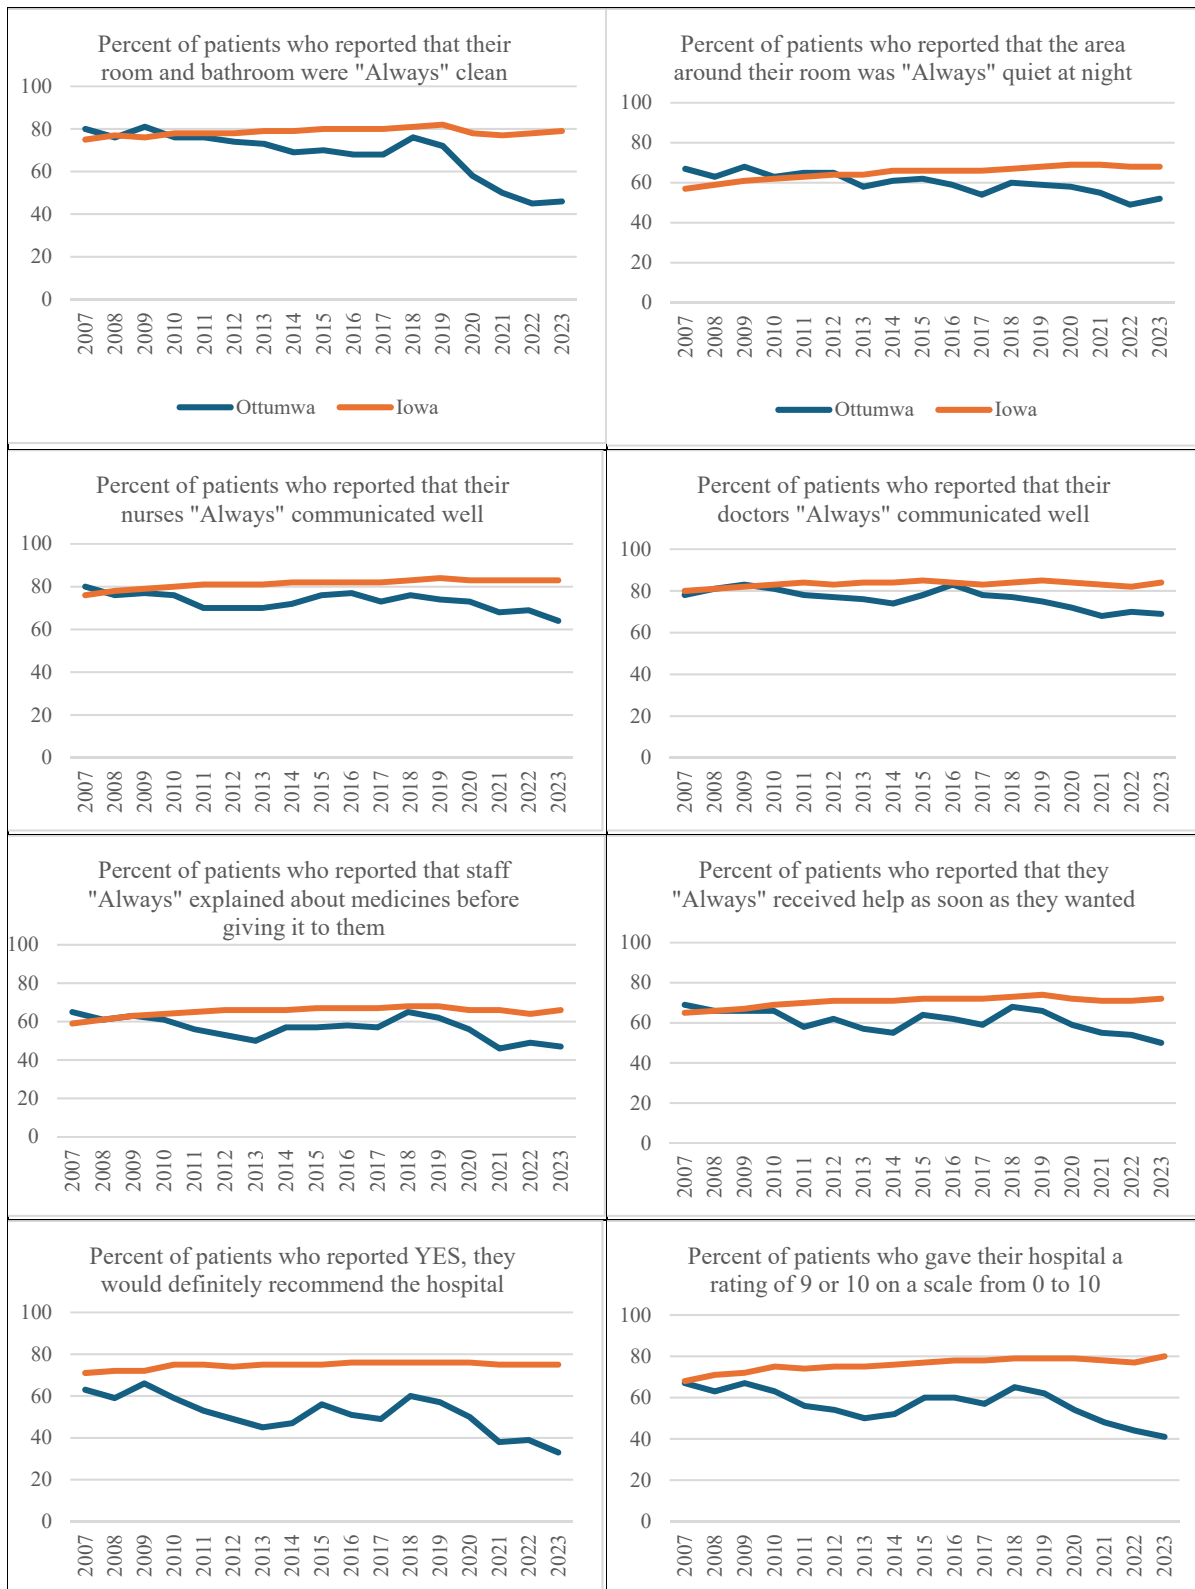 Percent of patients who reported that their
room and bathroom were "Always" clean
100
80
60
40
20
0
2007 2008 2009 2010 2011 2012 2013 2014 2015 2016 2017 2018 2019 2020 2021 2022 2023
Ottumwa Iowa
Percent of patients who reported that the area
around their room was "Always" quiet at night
100
80
60
40
20
0
2007 2008 2009 2010 2011 2012 2013 2014 2015 2016 2017 2018 2019 2020 2021 2022 2023
Ottumwa Iowa
Percent of patients who reported that their
nurses "Always" communicated well
100
80
60
40
20
0
2007 2008 2009 2010 2011 2012 2013 2014 2015 2016 2017 2018 2019 2020 2021 2022 2023
Percent of patients who reported that their
doctors "Always" communicated well
100
80
60
40
20
0
2007 2008 2009 2010 2011 2012 2013 2014 2015 2016 2017 2018 2019 2020 2021 2022 2023
Percent of patients who reported that staff
"Always" explained about medicines before
giving it to them
100
80
60
40
20
0
2007 2008 2009 2010 2011 2012 2013 2014 2015 2016 2017 2018 2019 2020 2021 2022 2023
Percent of patients who reported that they
"Always" received help as soon as they wanted
100
80
60
40
20
0
2007 2008 2009 2010 2011 2012 2013 2014 2015 2016 2017 2018 2019 2020 2021 2022 2023
Percent of patients who reported YES, they
would definitely recommend the hospital
100
80
60
40
20
0
2007 2008 2009 2010 2011 2012 2013 2014 2015 2016 2017 2018 2019 2020 2021 2022 2023
Percent of patients who gave their hospital a
rating of 9 or 10 on a scale from 0 to 10
100
80
60
40
20
0
2007 2008 2009 2010 2011 2012 2013 2014 2015 2016 2017 2018 2019 2020 2021 2022 2023